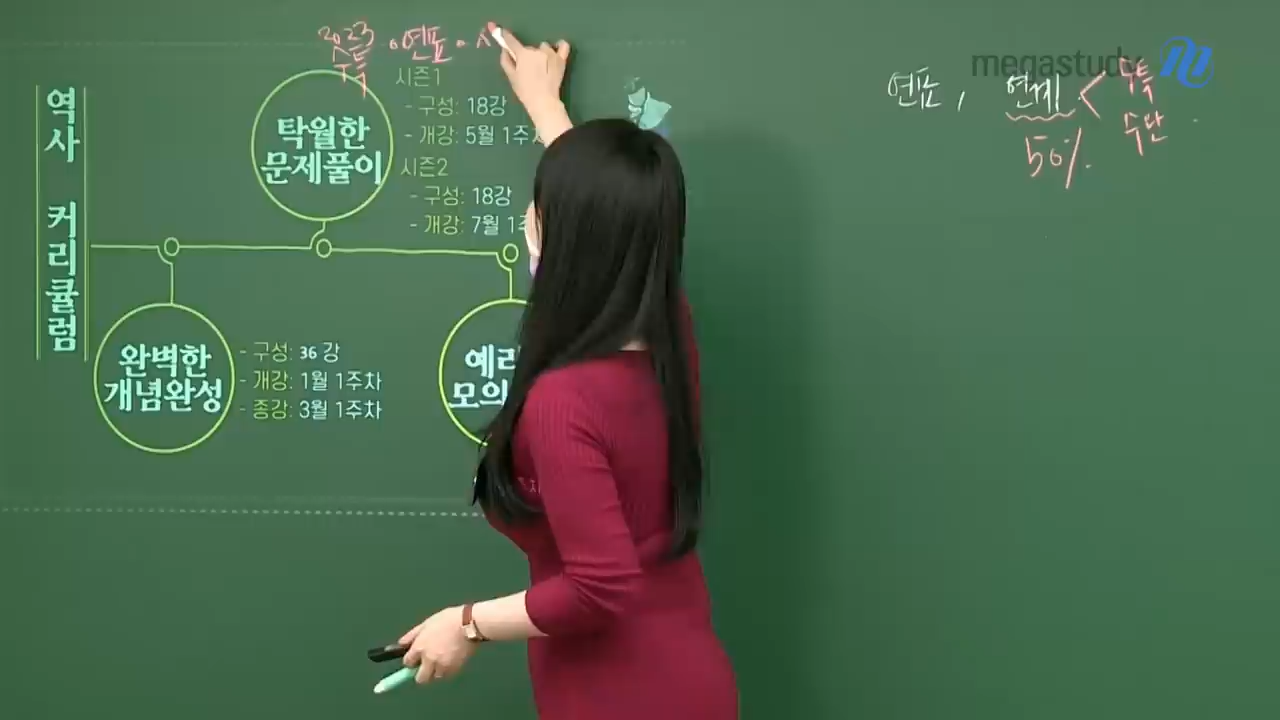 2023 · 연표 ·
수특
역사 커리큘럼
탁월한
문제풀이
시즌1
- 구성: 18강
- 개강: 5월 1주
시즌2
- 구성: 18강
- 개강: 7월 1주
완벽한
개념완성
- 구성: 36 강
- 개강: 1월 1주차
- 종강: 3월 1주차
모의
megastudy
연표, 연계 < 수특
수단
50%